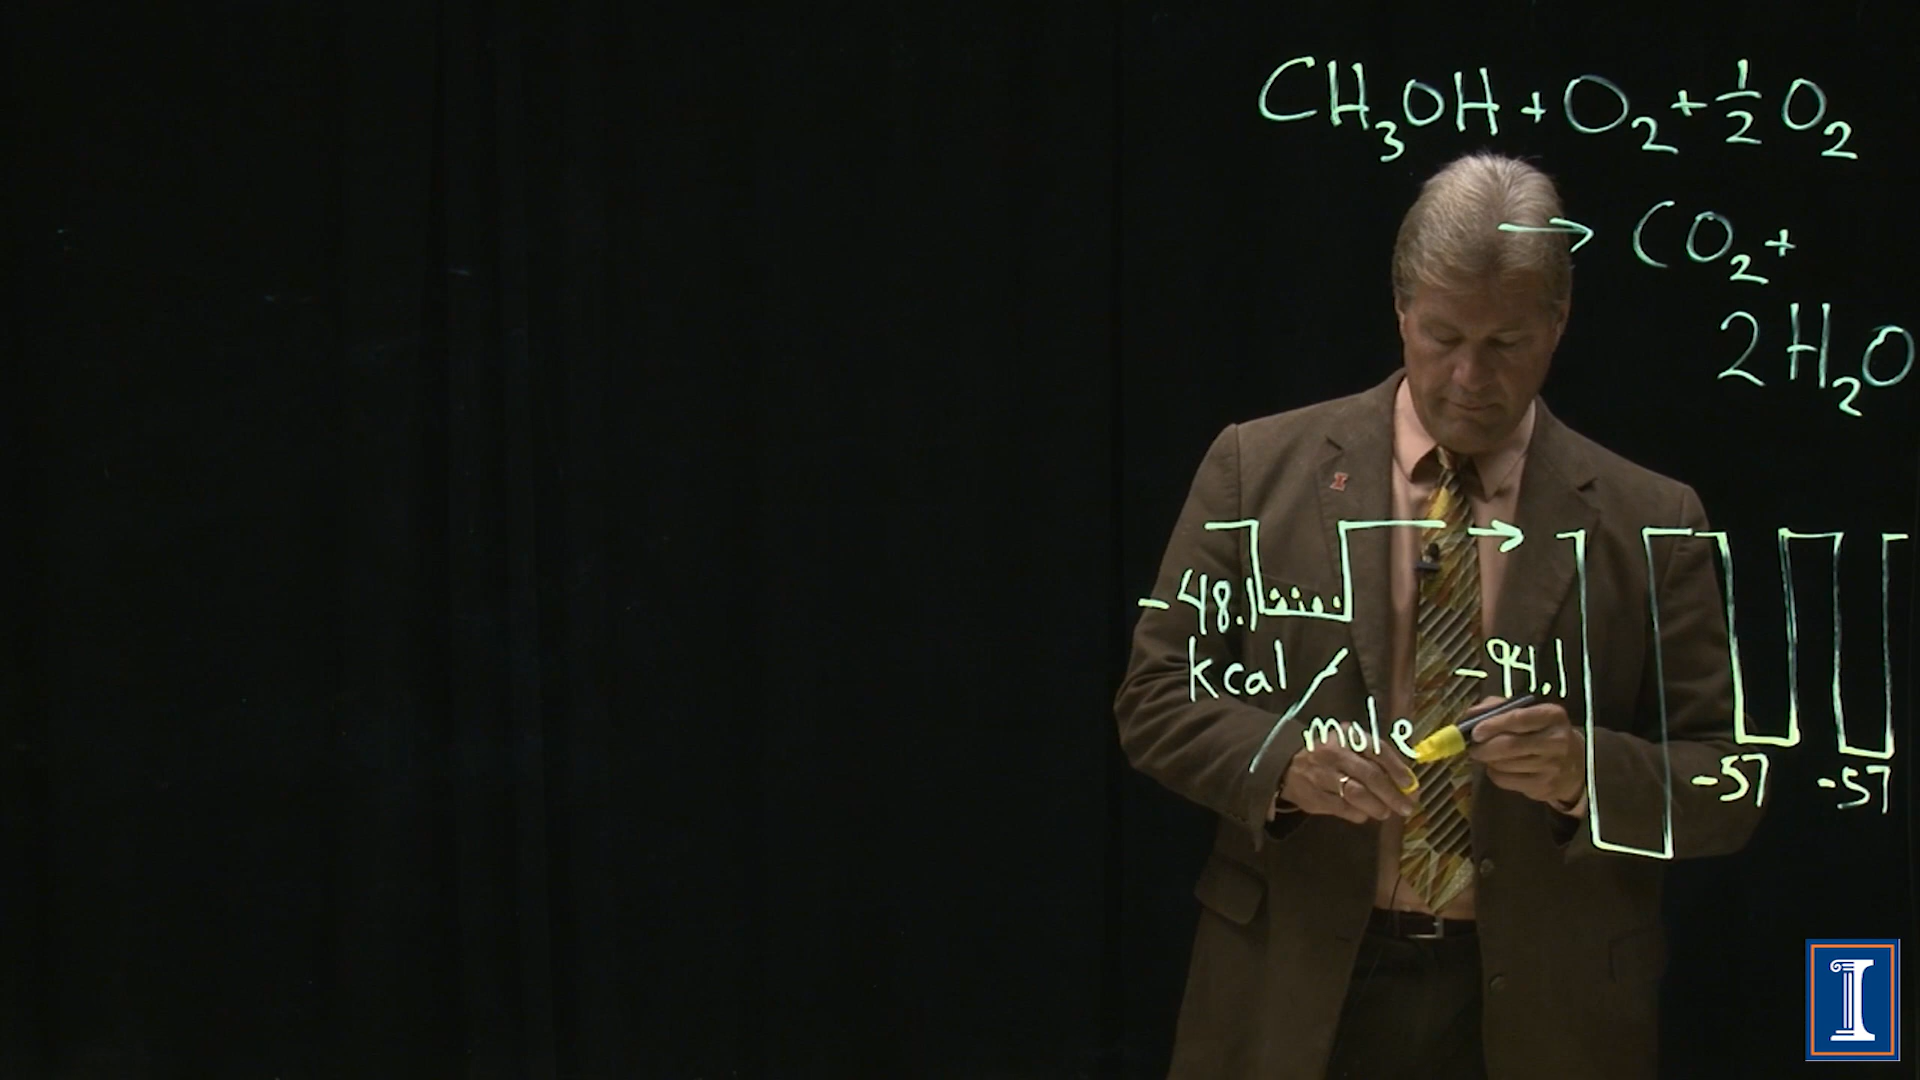 CH₃OH + O₂ + ½ O₂
→ CO₂ +
2H₂O
→
-48.1
kcal / mole
-94.1
-57 -57
I